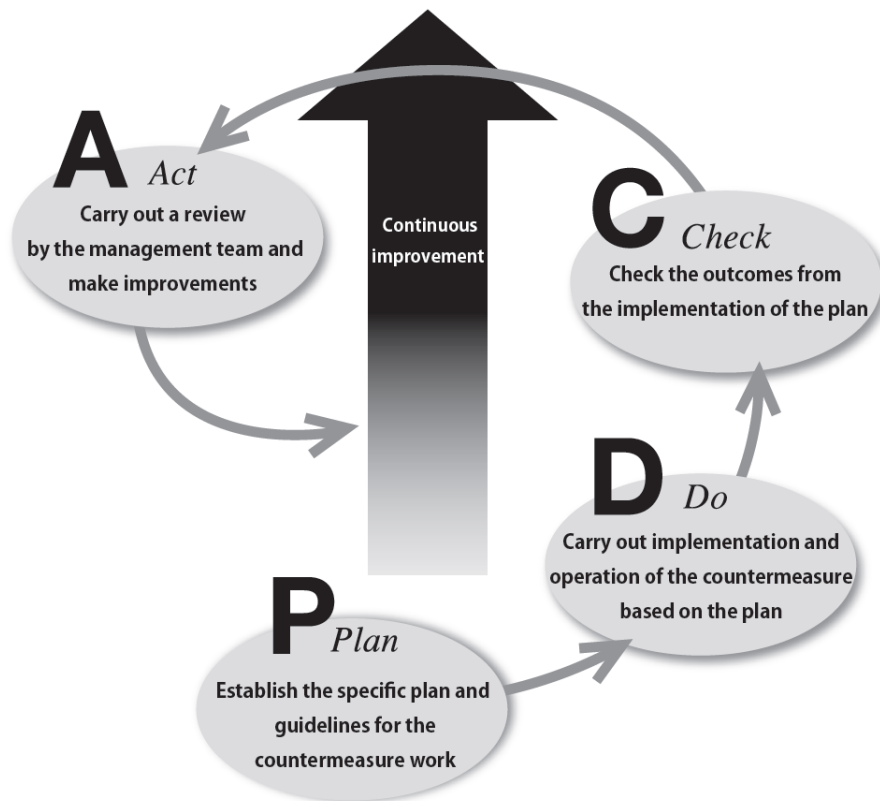 A Act
Carry out a review
by the management team and
make improvements
Continuous
improvement
C Check
Check the outcomes from
the implementation of the plan
D Do
Carry out implementation and
operation of the countermeasure
based on the plan
P Plan
Establish the specific plan and
guidelines for the
countermeasure work